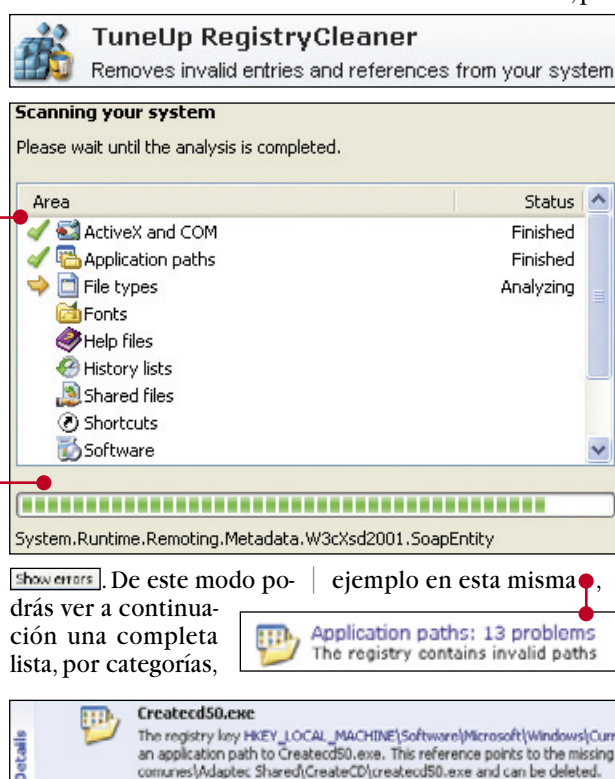 TuneUp RegistryCleaner
Removes invalid entries and references from your system
Scanning your system
Please wait until the analysis is completed.
Area Status
ActiveX and COM Finished
Application paths Finished
File types Analyzing
Fonts
Help files
History lists
Shared files
Shortcuts
Software
System.Runtime.Remoting.Metadata.W3cXsd2001.SoapEntity
Show errors. De este modo po-
drás ver a continua-
ción una completa
lista, por categorías,
ejemplo en esta misma ,
Application paths: 13 problems
The registry contains invalid paths
Details
Createcd50.exe
The registry key HKEY_LOCAL_MACHINE\Software\Microsoft\Windows\Curr
an application path to Createcd50.exe. This reference points to the missing
comunes\Adaptec Shared\CreateCD\createcd50.exe and can be deleted.